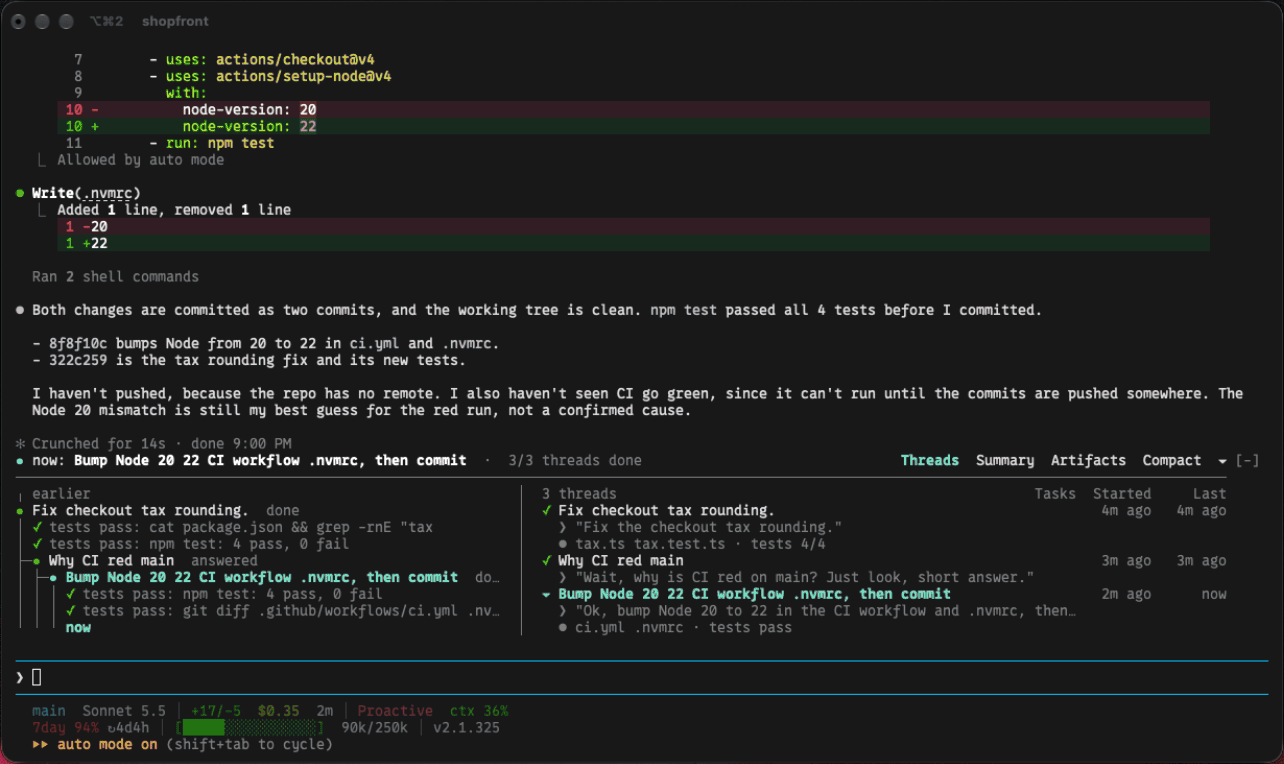 ⌥⌘2 shopfront
7 - uses: actions/checkout@v4
8 - uses: actions/setup-node@v4
9 with:
10 - node-version: 20
10 + node-version: 22
11 - run: npm test
Allowed by auto mode
Write(.nvmrc)
Added 1 line, removed 1 line
1 -20
1 +22
Ran 2 shell commands
● Both changes are committed as two commits, and the working tree is clean. npm test passed all 4 tests before I committed.
- 8f8f10c bumps Node from 20 to 22 in ci.yml and .nvmrc.
- 322c259 is the tax rounding fix and its new tests.
I haven't pushed, because the repo has no remote. I also haven't seen CI go green, since it can't run until the commits are pushed somewhere. The
Node 20 mismatch is still my best guess for the red run, not a confirmed cause.
✻ Crunched for 14s · done 9:00 PM
● now: Bump Node 20 22 CI workflow .nvmrc, then commit · 3/3 threads done Threads Summary Artifacts Compact ▾ [-]
earlier
● Fix checkout tax rounding. done
✓ tests pass: cat package.json && grep -rnE "tax
✓ tests pass: npm test: 4 pass, 0 fail
● Why CI red main answered
● Bump Node 20 22 CI workflow .nvmrc, then commit do…
✓ tests pass: npm test: 4 pass, 0 fail
✓ tests pass: git diff .github/workflows/ci.yml .nv…
now
3 threads Tasks Started Last
✓ Fix checkout tax rounding. 4m ago 4m ago
❯ "Fix the checkout tax rounding."
● tax.ts tax.test.ts · tests 4/4
✓ Why CI red main 3m ago 3m ago
❯ "Wait, why is CI red on main? Just look, short answer."
▾ Bump Node 20 22 CI workflow .nvmrc, then commit 2m ago now
❯ "Ok, bump Node 20 to 22 in the CI workflow and .nvmrc, then…
● ci.yml .nvmrc · tests pass
❯
main Sonnet 5.5 │ +17/-5 $0.35 2m │ Proactive ctx 36%
7day 94% ↻4d4h │ [] 90k/250k │ v2.1.325
▸▸ auto mode on (shift+tab to cycle)